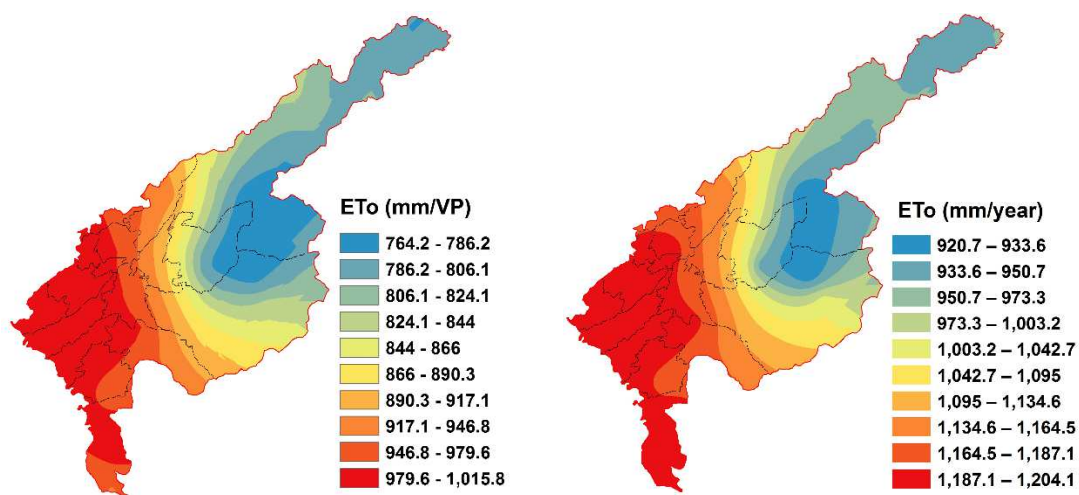 ETo (mm/VP)
764.2 - 786.2
786.2 - 806.1
806.1 - 824.1
824.1 - 844
844 - 866
866 - 890.3
890.3 - 917.1
917.1 - 946.8
946.8 - 979.6
979.6 - 1,015.8
ETo (mm/year)
920.7 – 933.6
933.6 – 950.7
950.7 – 973.3
973.3 – 1,003.2
1,003.2 – 1,042.7
1,042.7 – 1,095
1,095 – 1,134.6
1,134.6 – 1,164.5
1,164.5 – 1,187.1
1,187.1 – 1,204.1